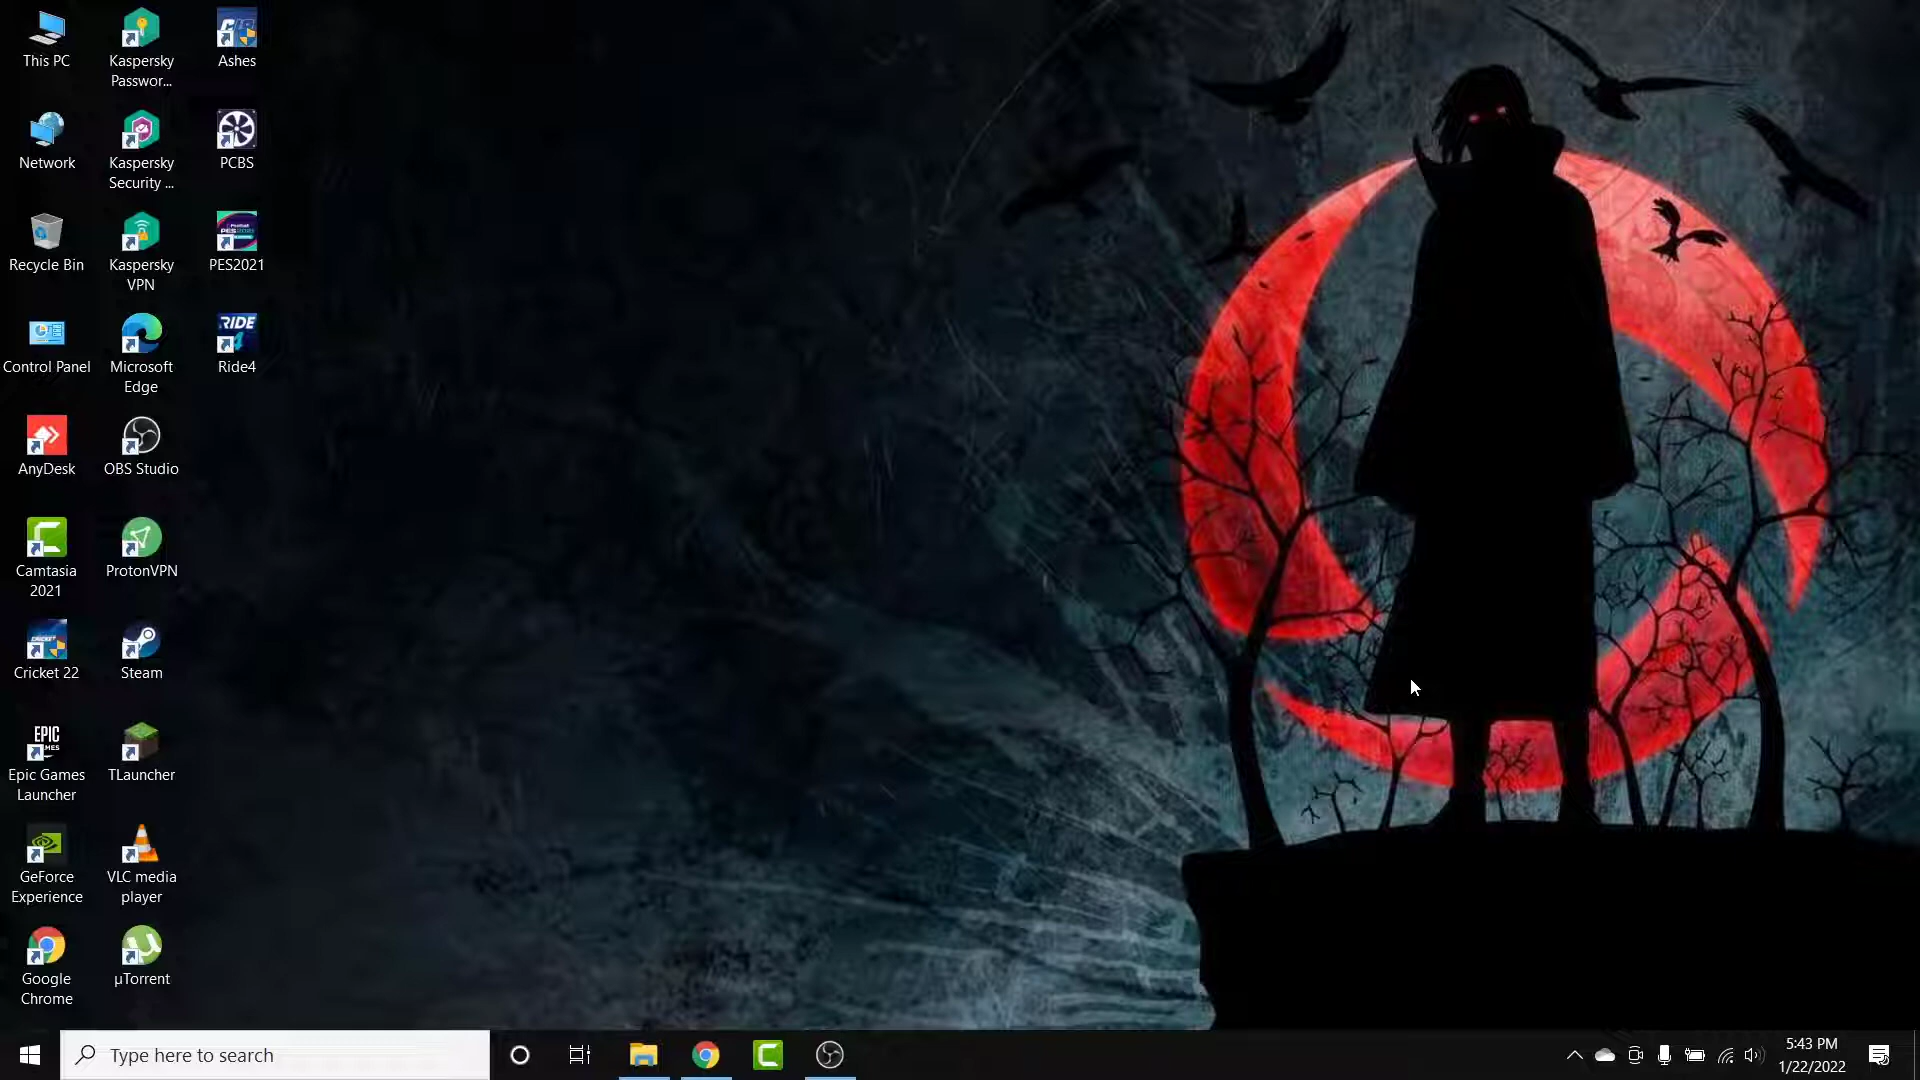 This PC
Kaspersky
Passwor...
Ashes
Network
Kaspersky
Security ...
PCBS
Recycle Bin
Kaspersky
VPN
PES2021
Control Panel
Microsoft
Edge
RIDE
4
Ride4
AnyDesk
OBS Studio
Camtasia
2021
ProtonVPN
Cricket 22
Steam
EPIC
Epic Games
Launcher
TLauncher
GeForce
Experience
VLC media
player
Google
Chrome
µTorrent
Type here to search
5:43 PM
1/22/2022